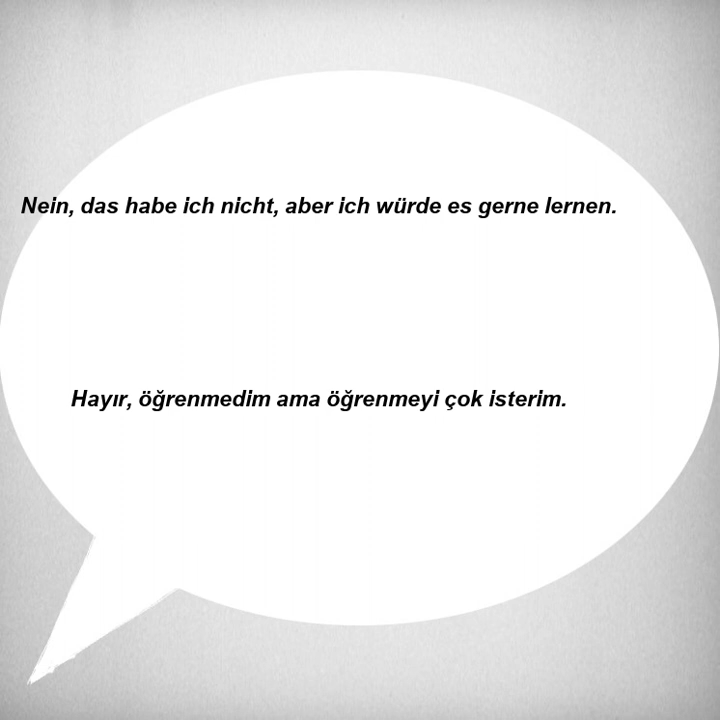 Nein, das habe ich nicht, aber ich würde es gerne lernen.
Hayır, öğrenmedim ama öğrenmeyi çok isterim.